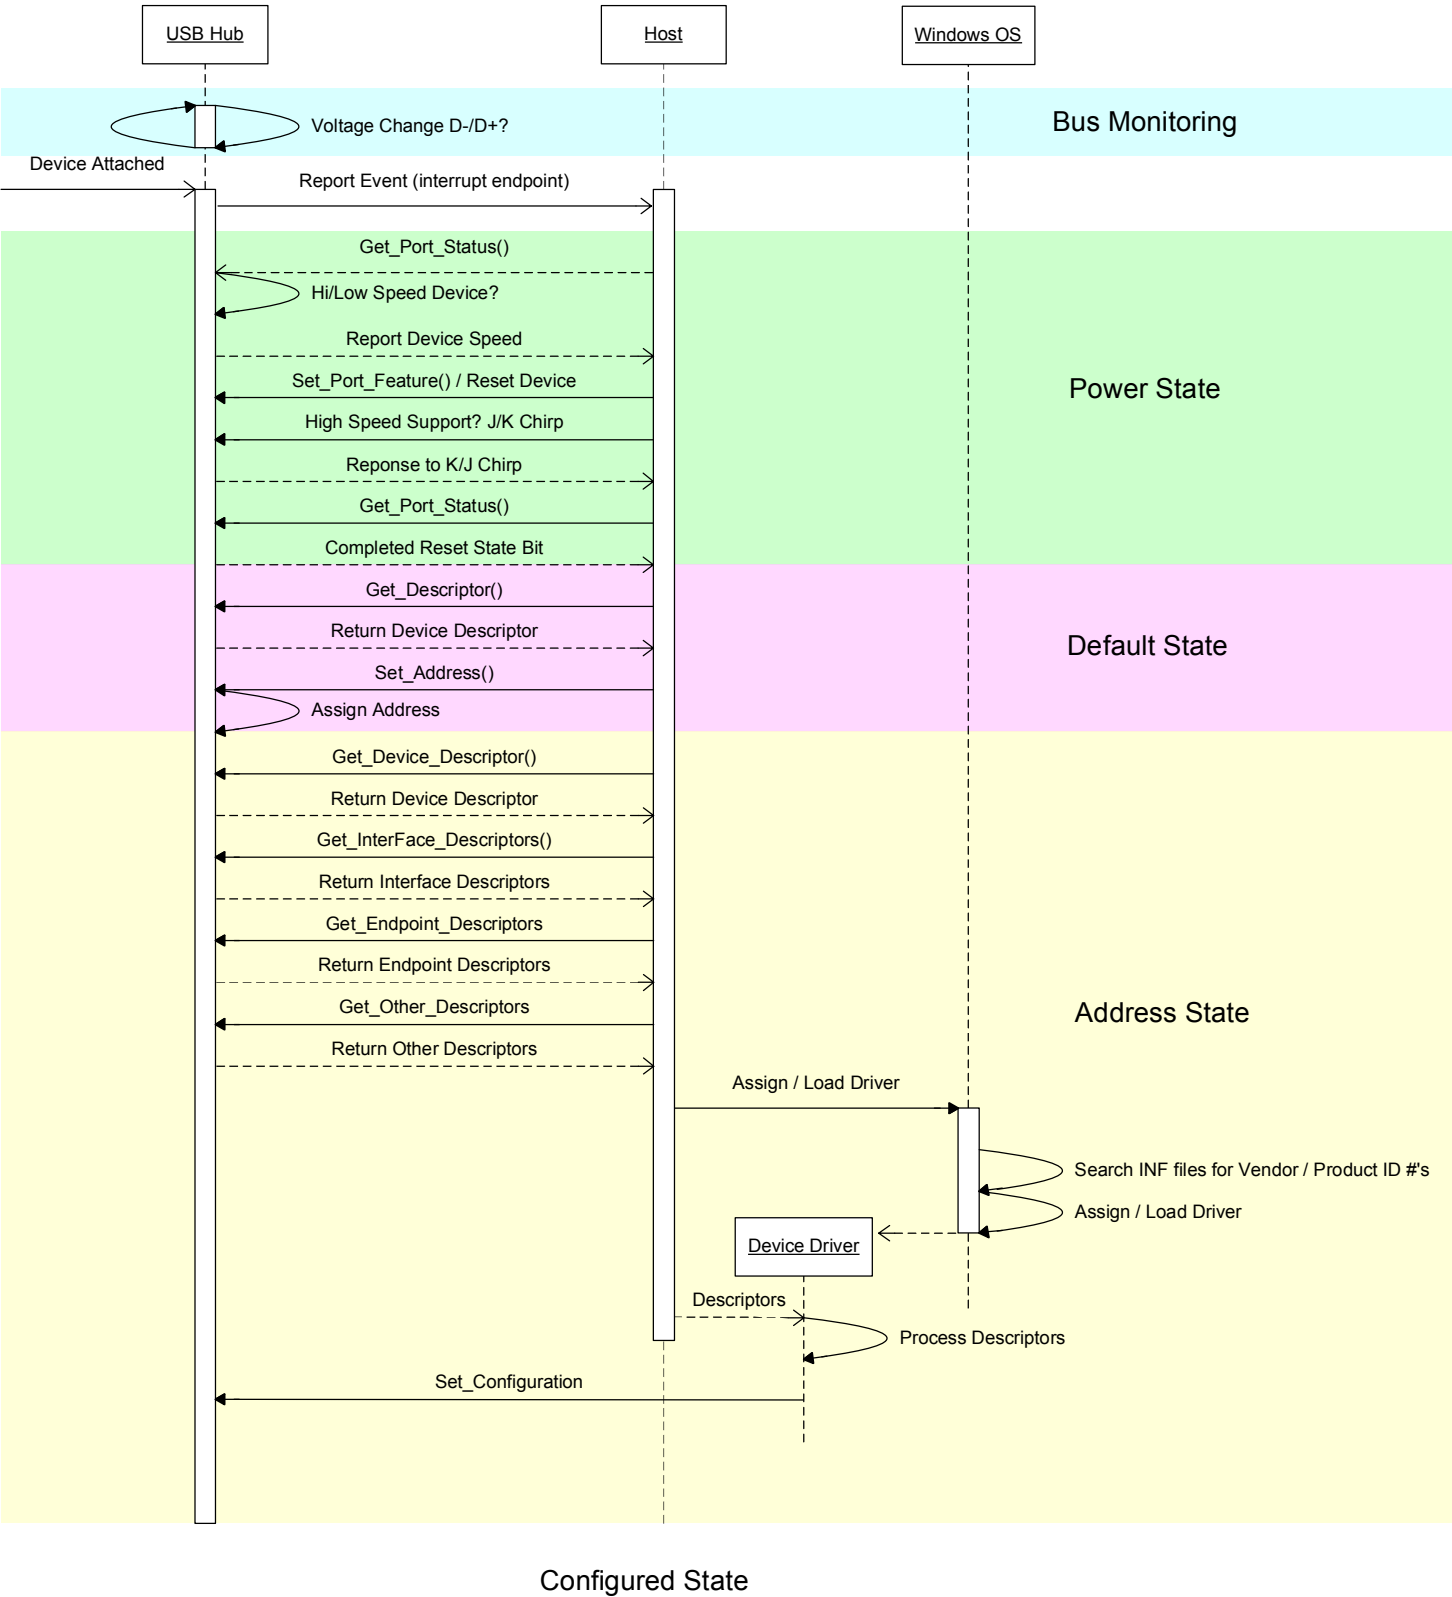 USB Hub
Host
Windows OS
Bus Monitoring
Voltage Change D-/D+?
Device Attached
Report Event (interrupt endpoint)
Get_Port_Status()
Hi/Low Speed Device?
Report Device Speed
Set_Port_Feature() / Reset Device
Power State
High Speed Support? J/K Chirp
Reponse to K/J Chirp
Get_Port_Status()
Completed Reset State Bit
Get_Descriptor()
Return Device Descriptor
Default State
Set_Address()
Assign Address
Get_Device_Descriptor()
Return Device Descriptor
Get_InterFace_Descriptors()
Return Interface Descriptors
Get_Endpoint_Descriptors
Return Endpoint Descriptors
Get_Other_Descriptors
Address State
Return Other Descriptors
Assign / Load Driver
Search INF files for Vendor / Product ID #'s
Assign / Load Driver
Device Driver
Descriptors
Process Descriptors
Set_Configuration
Configured State